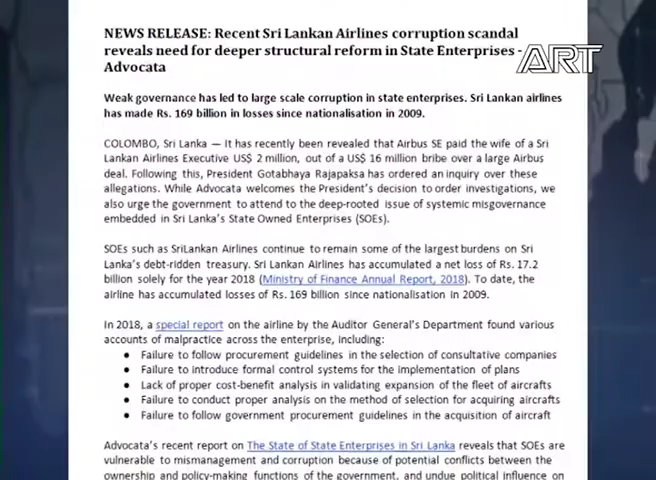 NEWS RELEASE: Recent Sri Lankan Airlines corruption scandal
reveals need for deeper structural reform in State Enterprises -
Advocata
ART
Weak governance has led to large scale corruption in state enterprises. Sri Lankan airlines
has made Rs. 169 billion in losses since nationalisation in 2009.
COLOMBO, Sri Lanka — It has recently been revealed that Airbus SE paid the wife of a Sri
Lankan Airlines Executive US$ 2 million, out of a US$ 16 million bribe over a large Airbus
deal. Following this, President Gotabhaya Rajapaksa has ordered an inquiry over these
allegations. While Advocata welcomes the President's decision to order investigations, we
also urge the government to attend to the deep-rooted issue of systemic misgovernance
embedded in Sri Lanka's State Owned Enterprises (SOEs).
SOEs such as SriLankan Airlines continue to remain some of the largest burdens on Sri
Lanka's debt-ridden treasury. Sri Lankan Airlines has accumulated a net loss of Rs. 17.2
billion solely for the year 2018 (Ministry of Finance Annual Report, 2018). To date, the
airline has accumulated losses of Rs. 169 billion since nationalisation in 2009.
In 2018, a special report on the airline by the Auditor General's Department found various
accounts of malpractice across the enterprise, including:
● Failure to follow procurement guidelines in the selection of consultative companies
● Failure to introduce formal control systems for the implementation of plans
● Lack of proper cost-benefit analysis in validating expansion of the fleet of aircrafts
● Failure to conduct proper analysis on the method of selection for acquiring aircrafts
● Failure to follow government procurement guidelines in the acquisition of aircraft
Advocata's recent report on The State of State Enterprises in Sri Lanka reveals that SOEs are
vulnerable to mismanagement and corruption because of potential conflicts between the
ownership and policy-making functions of the government, and undue political influence on